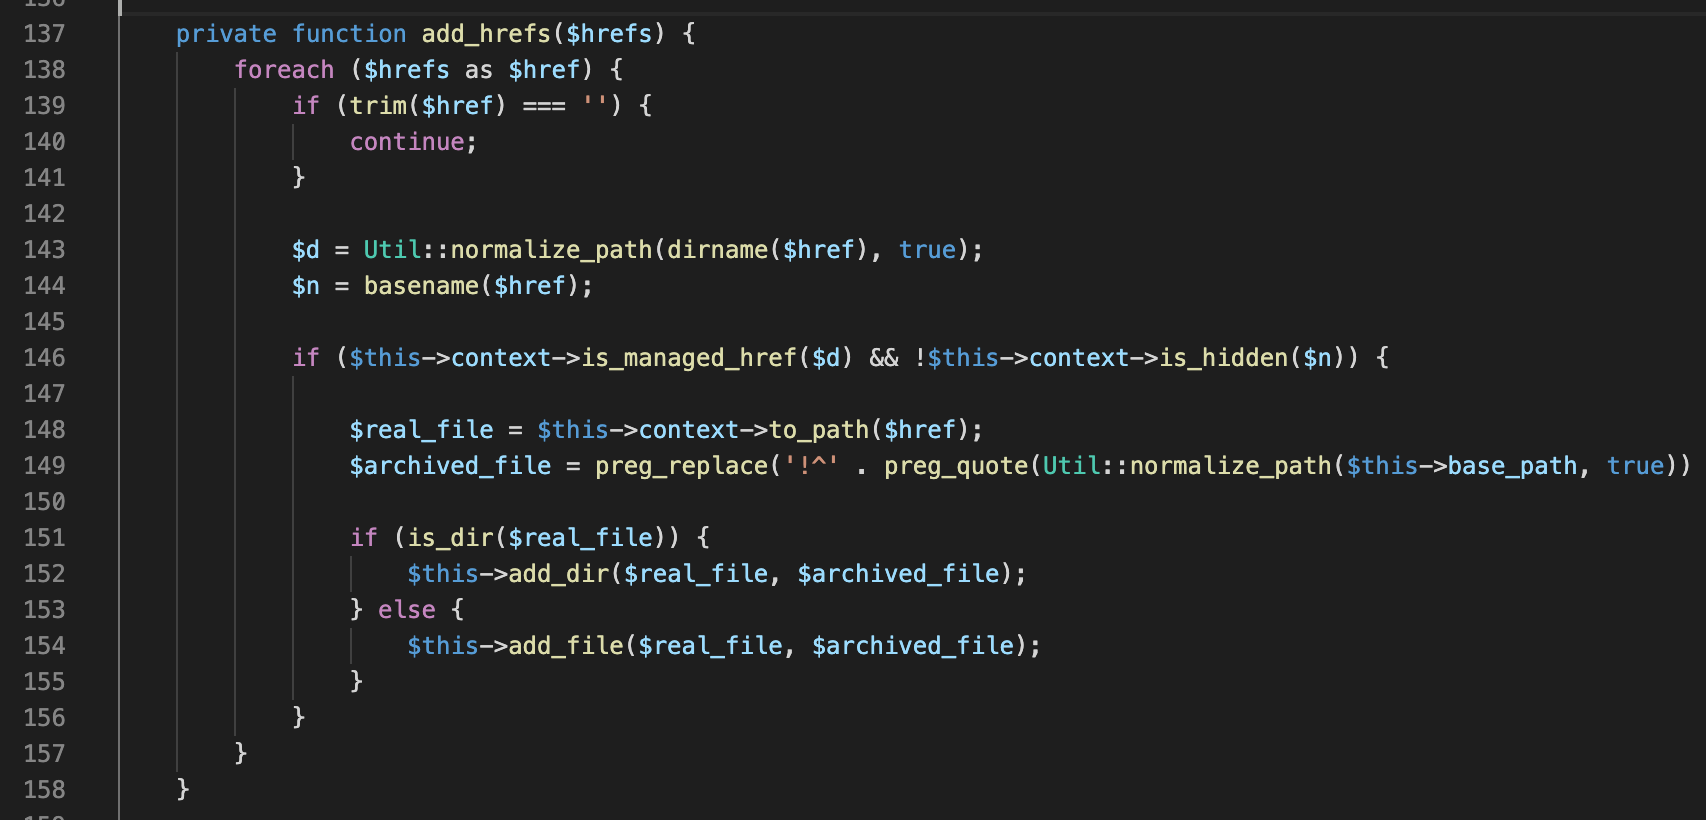 137 private function add_hrefs($hrefs) {
138 foreach ($hrefs as $href) {
139 if (trim($href) === '') {
140 continue;
141 }
142
143 $d = Util::normalize_path(dirname($href), true);
144 $n = basename($href);
145
146 if ($this->context->is_managed_href($d) && !$this->context->is_hidden($n)) {
147
148 $real_file = $this->context->to_path($href);
149 $archived_file = preg_replace('!^' . preg_quote(Util::normalize_path($this->base_path, true))
150
151 if (is_dir($real_file)) {
152 $this->add_dir($real_file, $archived_file);
153 } else {
154 $this->add_file($real_file, $archived_file);
155 }
156 }
157 }
158 }